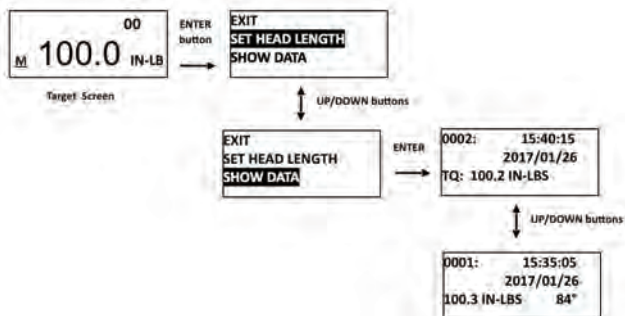 00
M 100.0 IN-LB
Target Screen
ENTER
button
EXIT
SET HEAD LENGTH
SHOW DATA
UP/DOWN buttons
EXIT
SET HEAD LENGTH
SHOW DATA
ENTER
0002: 15:40:15
2017/01/26
TQ: 100.2 IN-LBS
UP/DOWN buttons
0001: 15:35:05
2017/01/26
100.3 IN-LBS 84°